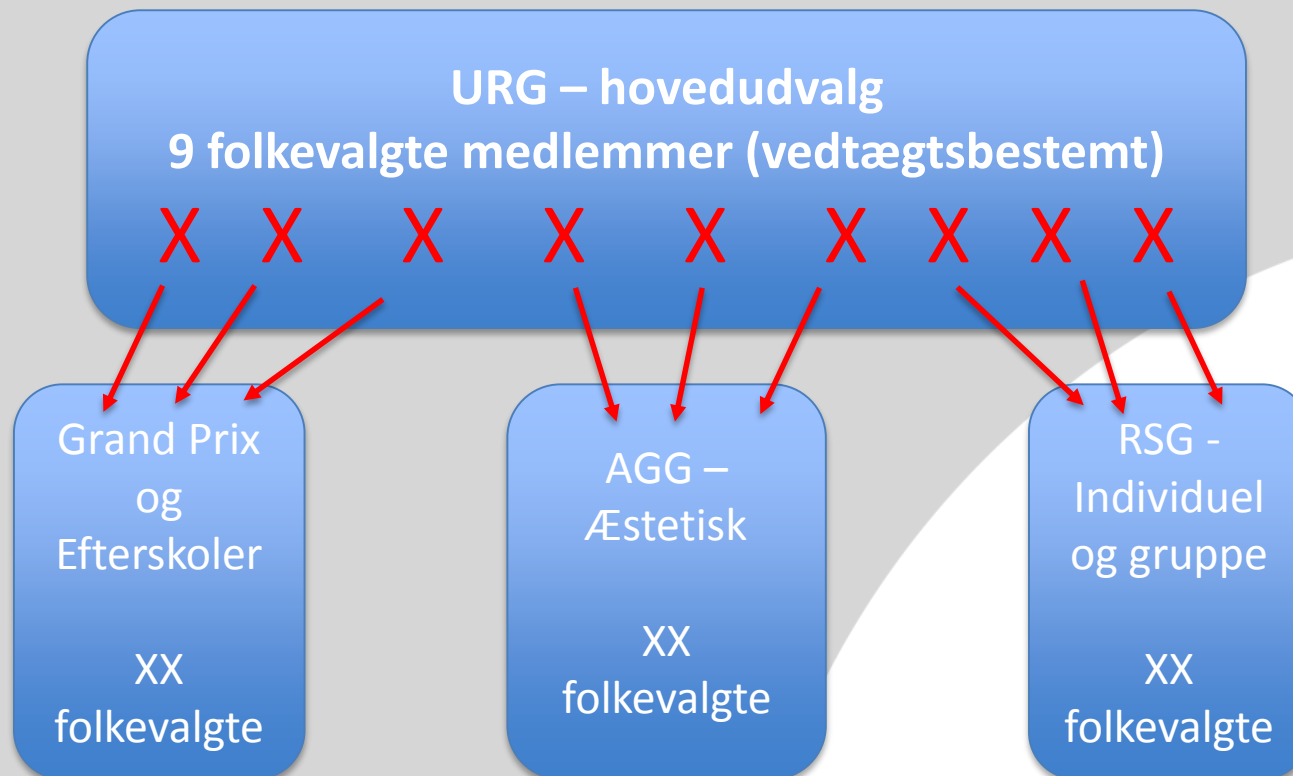 URG – hovedudvalg
9 folkevalgte medlemmer (vedtægtsbestemt)
X X X X X X X X X
Grand Prix
og
Efterskoler
XX
folkevalgte
AGG –
Æstetisk
XX
folkevalgte
RSG -
Individuel
og gruppe
XX
folkevalgte